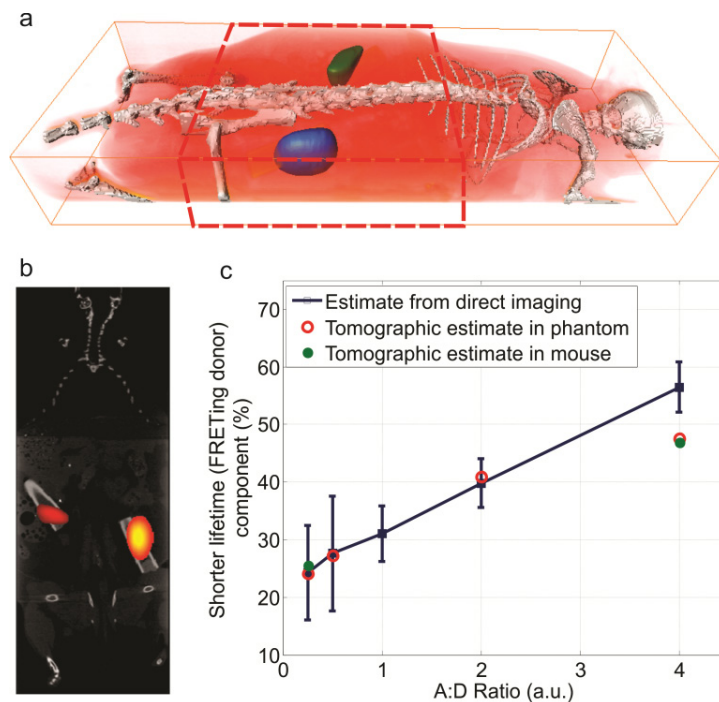 a
b
c
Shorter lifetime (FRETing donor)
component (%)
70
60
50
40
30
20
10
Estimate from direct imaging
Tomographic estimate in phantom
Tomographic estimate in mouse
0
1
2
3
4
A:D Ratio (a.u.)